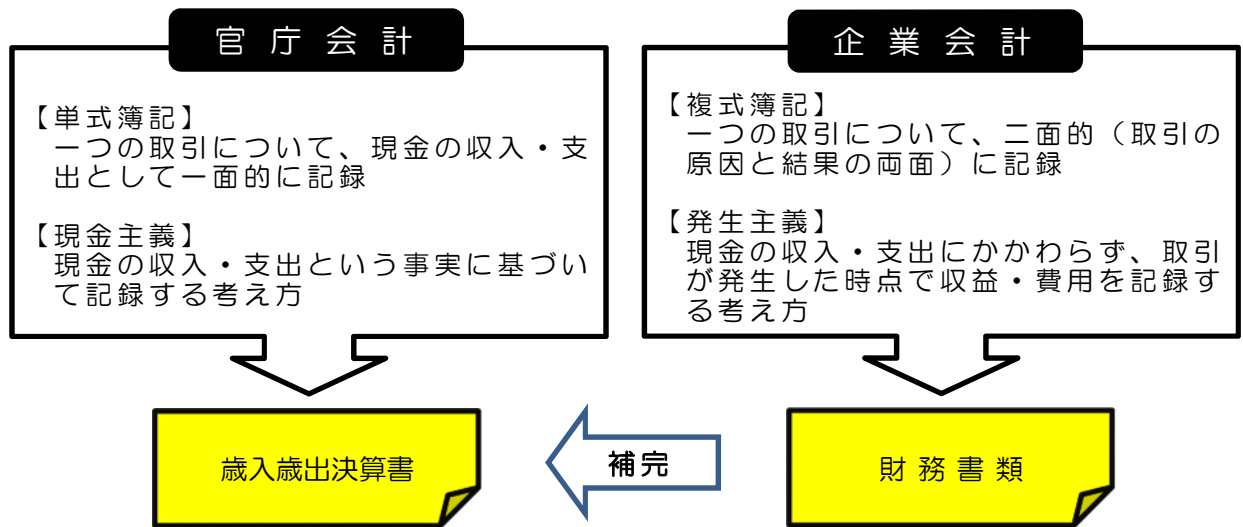 官庁会計
【単式簿記】
一つの取引について、現金の収入・支
出として一面的に記録
【現金主義】
現金の収入・支出という事実に基づい
て記録する考え方
歳入歳出決算書
企業会計
【複式簿記】
一つの取引について、二面的（取引の
原因と結果の両面）に記録
【発生主義】
現金の収入・支出にかかわらず、取引
が発生した時点で収益・費用を記録す
る考え方
財務書類
補完